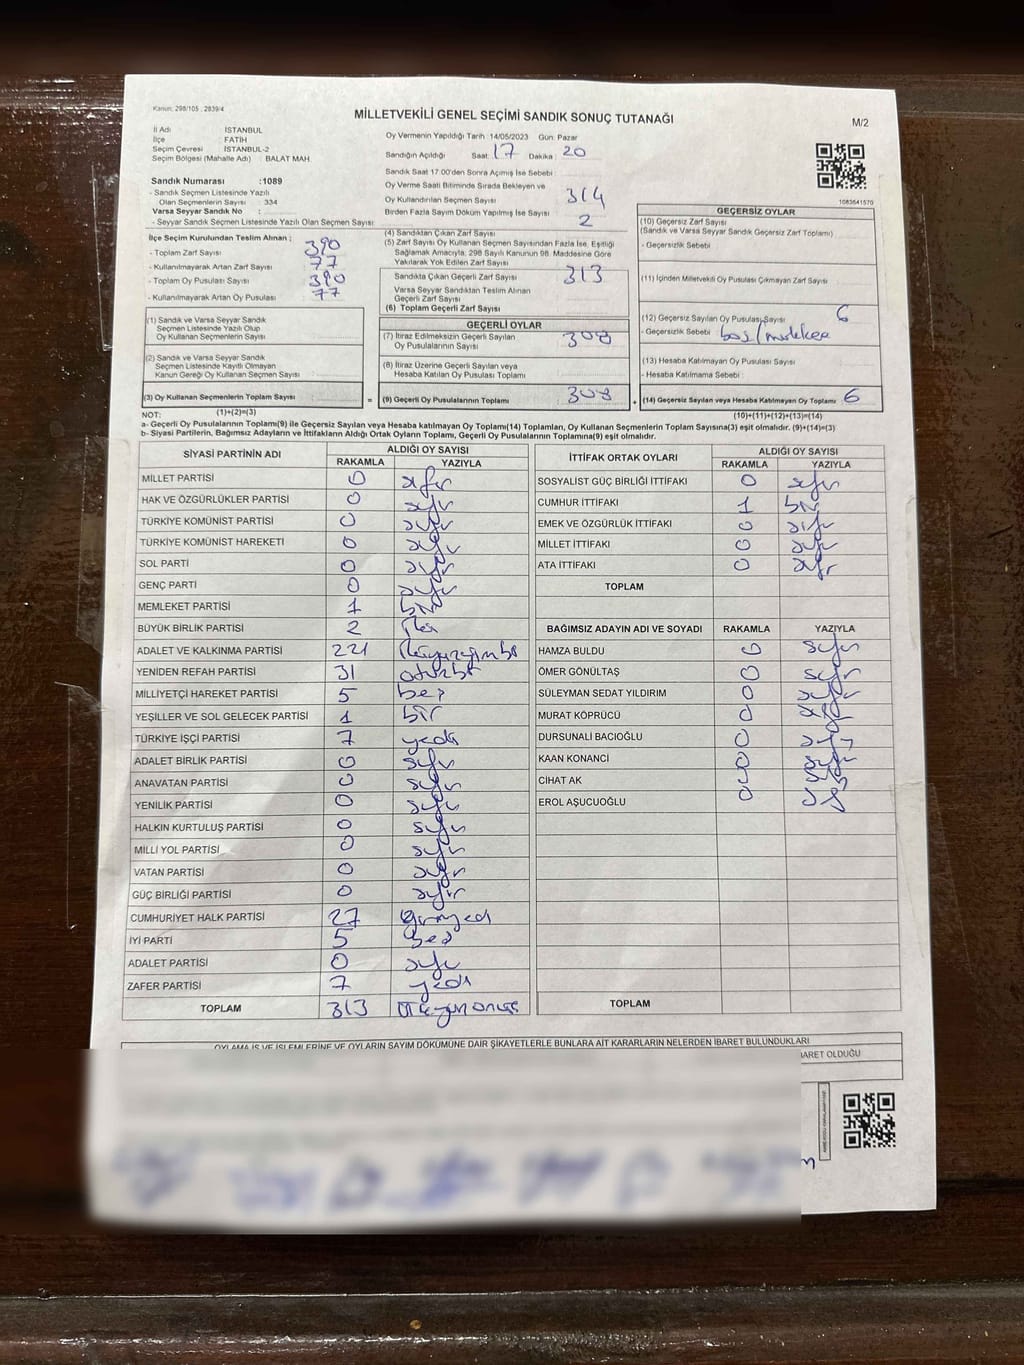 Kanun: 298/105 , 2839/4
MİLLETVEKİLİ GENEL SEÇİMİ SANDIK SONUÇ TUTANAĞI
M/2
İl Adı : İSTANBUL
İlçe : FATİH
Seçim Çevresi : İSTANBUL-2
Seçim Bölgesi (Mahalle Adı) : BALAT MAH
Sandık Numarası :1089
- Sandık Seçmen Listesinde Yazılı
Olan Seçmenlerin Sayısı : 334
Varsa Seyyar Sandık No :
- Seyyar Sandık Seçmen Listesinde Yazılı Olan Seçmen Sayısı
Oy Vermenin Yapıldığı Tarih :14/05/2023 Gün: Pazar
Sandığın Açıldığı Saat: 17 Dakika: 20
Sandık Saat 17.00'den Sonra Açımış İse Sebebi :
Oy Verme Saati Bitiminde Sırada Bekleyen ve
Oy Kullandırılan Seçmen Sayısı 314
Birden Fazla Sayım Döküm Yapılmış İse Sayısı 2
1083641570
İlçe Seçim Kurulundan Teslim Alınan ;
- Toplam Zarf Sayısı 390
- Kullanılmayarak Artan Zarf Sayısı 77
- Toplam Oy Pusulası Sayısı 390
- Kullanılmayarak Artan Oy Pusulası 77
(4) Sandıktan Çıkan Zarf Sayısı
(5) Zarf Sayısı Oy Kullanan Seçmen Sayısından Fazla İse, Eşitliği
Sağlamak Amacıyla; 298 Sayılı Kanunun 98. Maddesine Göre
Yakılarak Yok Edilen Zarf Sayısı
Sandıkta Çıkan Geçerli Zarf Sayısı 313
Varsa Seyyar Sandıktan Teslim Alınan
Geçerli Zarf Sayısı
(6) Toplam Geçerli Zarf Sayısı
GEÇERSİZ OYLAR
(10) Geçersiz Zarf Sayısı
(Sandık ve Varsa Seyyar Sandık Geçersiz Zarf Toplamı)
- Geçersizlik Sebebi
(11) İçinden Milletvekili Oy Pusulası Çıkmayan Zarf Sayısı
(12) Geçersiz Sayılan Oy Pusulası Sayısı 6
- Geçersizlik Sebebi : boş/
(13) Hesaba Katılmayan Oy Pusulası Sayısı
- Hesaba Katılmama Sebebi :
(14) Geçersiz Sayılan veya Hesaba Katılmayan Oy Toplamı 6
(10)+(11)+(12)+(13)=(14)
(1) Sandık ve Varsa Seyyar Sandık
Seçmen Listesinde Yazılı Olup
Oy Kullanan Seçmenlerin Sayısı
(2) Sandık ve Varsa Seyyar Sandık
Seçmen Listesinde Kayıtlı Olmayan
Kanun Gereği Oy Kullanan Seçmen Sayısı
(3) Oy Kullanan Seçmenlerin Toplam Sayısı =
(1)+(2)=(3)
GEÇERLİ OYLAR
(7) İtiraz Edilmeksizin Geçerli Sayılan
Oy Pusulalarının Sayısı 308
(8) İtiraz Üzerine Geçerli Sayılan veya
Hesaba Katılan Oy Pusulası Toplamı
(9) Geçerli Oy Pusulalarının Toplamı 308 +
NOT:
a- Geçerli Oy Pusulalarının Toplamı(9) ile Geçersiz Sayılan veya Hesaba katılmayan Oy Toplamı(14) Toplamları, Oy Kullanan Seçmenlerin Toplam Sayısına(3) eşit olmalıdır. (9)+(14)=(3)
b- Siyasi Partilerin, Bağımsız Adayların ve İttifakların Aldığı Ortak Oyların Toplamı, Geçerli Oy Pusulalarının Toplamına(9) eşit olmalıdır.
SİYASİ PARTİNİN ADI ALDIĞI OY SAYISI
RAKAMLA YAZIYLA
MİLLET PARTİSİ 0 sıfır
HAK VE ÖZGÜRLÜKLER PARTİSİ 0 sıfır
TÜRKİYE KOMÜNİST PARTİSİ 0 sıfır
TÜRKİYE KOMÜNİST HAREKETİ 0 sıfır
SOL PARTİ 0 sıfır
GENÇ PARTİ 0 sıfır
MEMLEKET PARTİSİ 1 bir
BÜYÜK BİRLİK PARTİSİ 2 iki
ADALET VE KALKINMA PARTİSİ 221 ikiyüzyirmibir
YENİDEN REFAH PARTİSİ 31 otuzbir
MİLLİYETÇİ HAREKET PARTİSİ 5 beş
YEŞİLLER VE SOL GELECEK PARTİSİ 1 bir
TÜRKİYE İŞÇİ PARTİSİ 7 yedi
ADALET BİRLİK PARTİSİ 0 sıfır
ANAVATAN PARTİSİ 0 sıfır
YENİLİK PARTİSİ 0 sıfır
HALKIN KURTULUŞ PARTİSİ 0 sıfır
MİLLİ YOL PARTİSİ 0 sıfır
VATAN PARTİSİ 0 sıfır
GÜÇ BİRLİĞİ PARTİSİ 0 sıfır
CUMHURİYET HALK PARTİSİ 27 yirmiyedi
İYİ PARTİ 5 beş
ADALET PARTİSİ 0 sıfır
ZAFER PARTİSİ 7 yedi
TOPLAM 313
İTTİFAK ORTAK OYLARI ALDIĞI OY SAYISI
RAKAMLA YAZIYLA
SOSYALİST GÜÇ BİRLİĞİ İTTİFAKI 0 sıfır
CUMHUR İTTİFAKI 1 bir
EMEK VE ÖZGÜRLÜK İTTİFAKI 0 sıfır
MİLLET İTTİFAKI 0 sıfır
ATA İTTİFAKI 0 sıfır
TOPLAM
BAĞIMSIZ ADAYIN ADI VE SOYADI RAKAMLA YAZIYLA
HAMZA BULDU 0 sıfır
ÖMER GÖNÜLTAŞ 0 sıfır
SÜLEYMAN SEDAT YILDIRIM 0 sıfır
MURAT KÖPRÜCÜ 0 sıfır
DURSUNALİ BACIOĞLU 0 sıfır
KAAN KONANCİ 0 sıfır
CİHAT AK 0 sıfır
EROL AŞUCUOĞLU 0 sıfır
TOPLAM
OYLAMA İŞ VE İŞLEMLERİNE VE OYLARIN SAYIM DÖKÜMÜNE DAİR ŞİKAYETLERLE BUNLARA AİT KARARLARIN NELERDEN İBARET BULUNDUKLARI
İBARET OLDUĞU